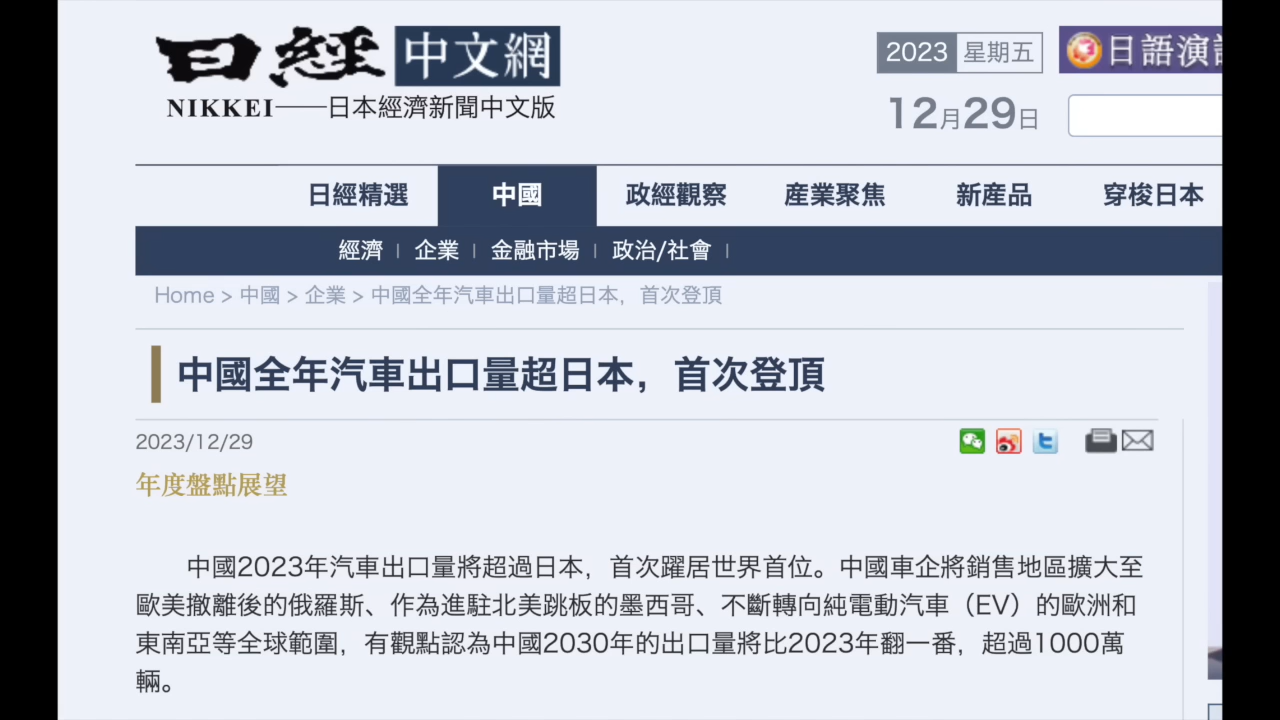 日經中文網
NIKKEI——日本經濟新聞中文版
2023 星期五
12月29日
日語演
日經精選 中國 政經觀察 産業聚焦 新産品 穿梭日本
經濟 | 企業 | 金融市場 | 政治/社會 |
Home > 中國 > 企業 > 中國全年汽車出口量超日本，首次登頂
中國全年汽車出口量超日本，首次登頂
2023/12/29
年度盤點展望
中國2023年汽車出口量將超過日本，首次躍居世界首位。中國車企將銷售地區擴大至
歐美撤離後的俄羅斯、作為進駐北美跳板的墨西哥、不斷轉向純電動汽車（EV）的歐洲和
東南亞等全球範圍，有觀點認為中國2030年的出口量將比2023年翻一番，超過1000萬
輛。